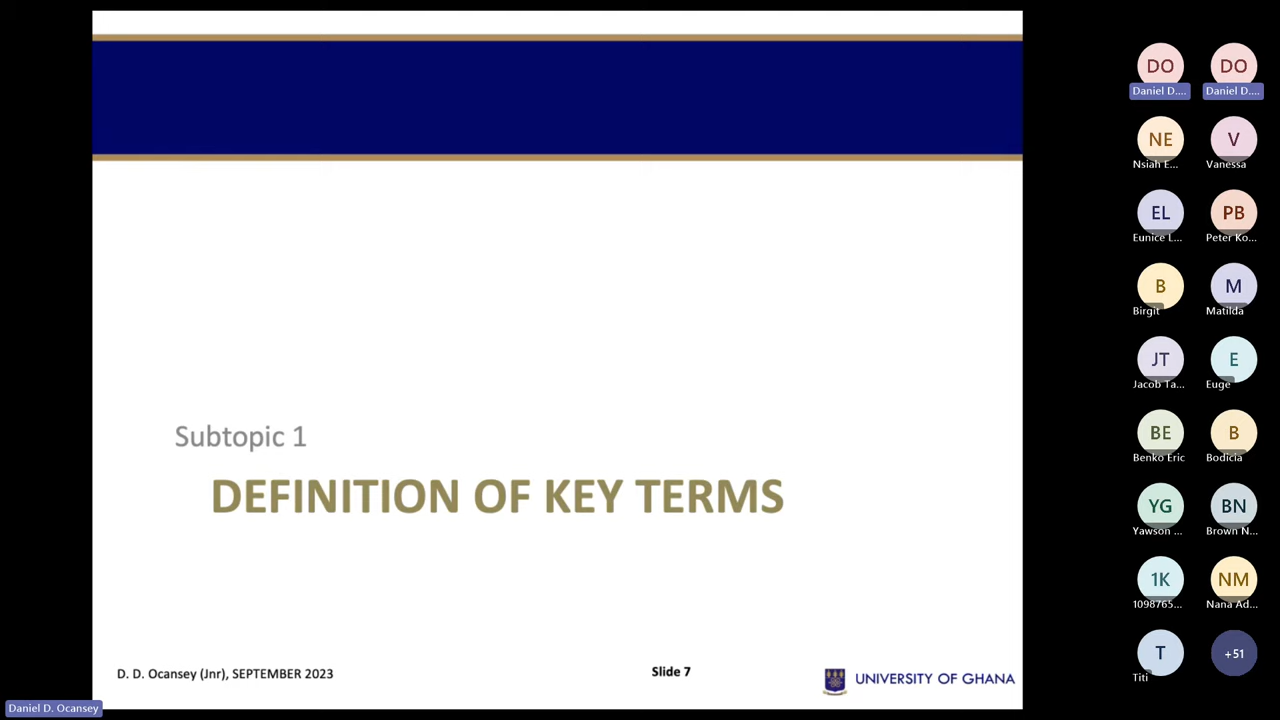 Subtopic 1
DEFINITION OF KEY TERMS
D. D. Ocansey (Jnr), SEPTEMBER 2023
Slide 7
UNIVERSITY OF GHANA
Daniel D. Ocansey
DO DO
Daniel D.... Daniel D....
NE V
Nsiah E... Vanessa
EL PB
Eunice L... Peter Ko...
B M
Birgit Matilda
JT E
Jacob Ta... Euge
BE B
Benko Eric Bodicia
YG BN
Yawson ... Brown N...
1K NM
1098765... Nana Ad...
T +51
Titi